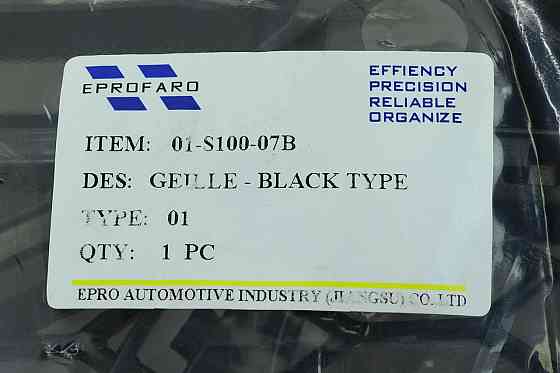 EPROFARO
EFFIENCY
PRECISION
RELIABLE
ORGANIZE
ITEM: 01-S100-07B
DES: GEILLE - BLACK TYPE
TYPE: 01
QTY: 1 PC
EPRO AUTOMOTIVE INDUSTRY (JIANGSU) CO. LTD